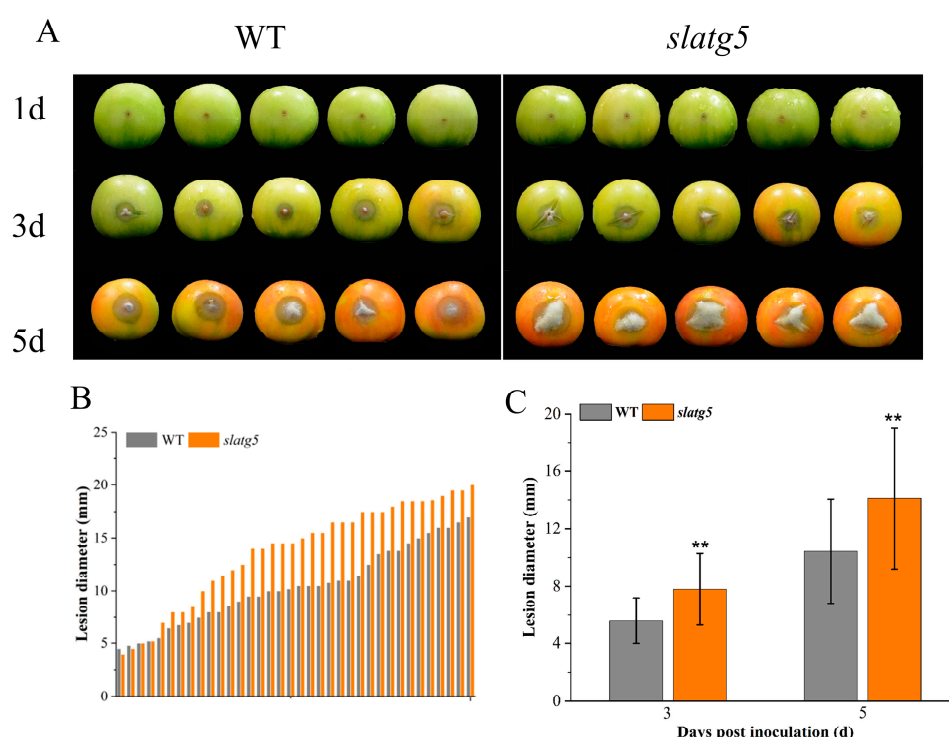 A
WT
slatg5
1d
3d
5d
B
25
20
15
10
5
0
Lesion diameter (mm)
WT
slatg5
C
20
16
12
8
4
0
Lesion diameter (mm)
WT
slatg5
**
**
3
5
Days post inoculation (d)